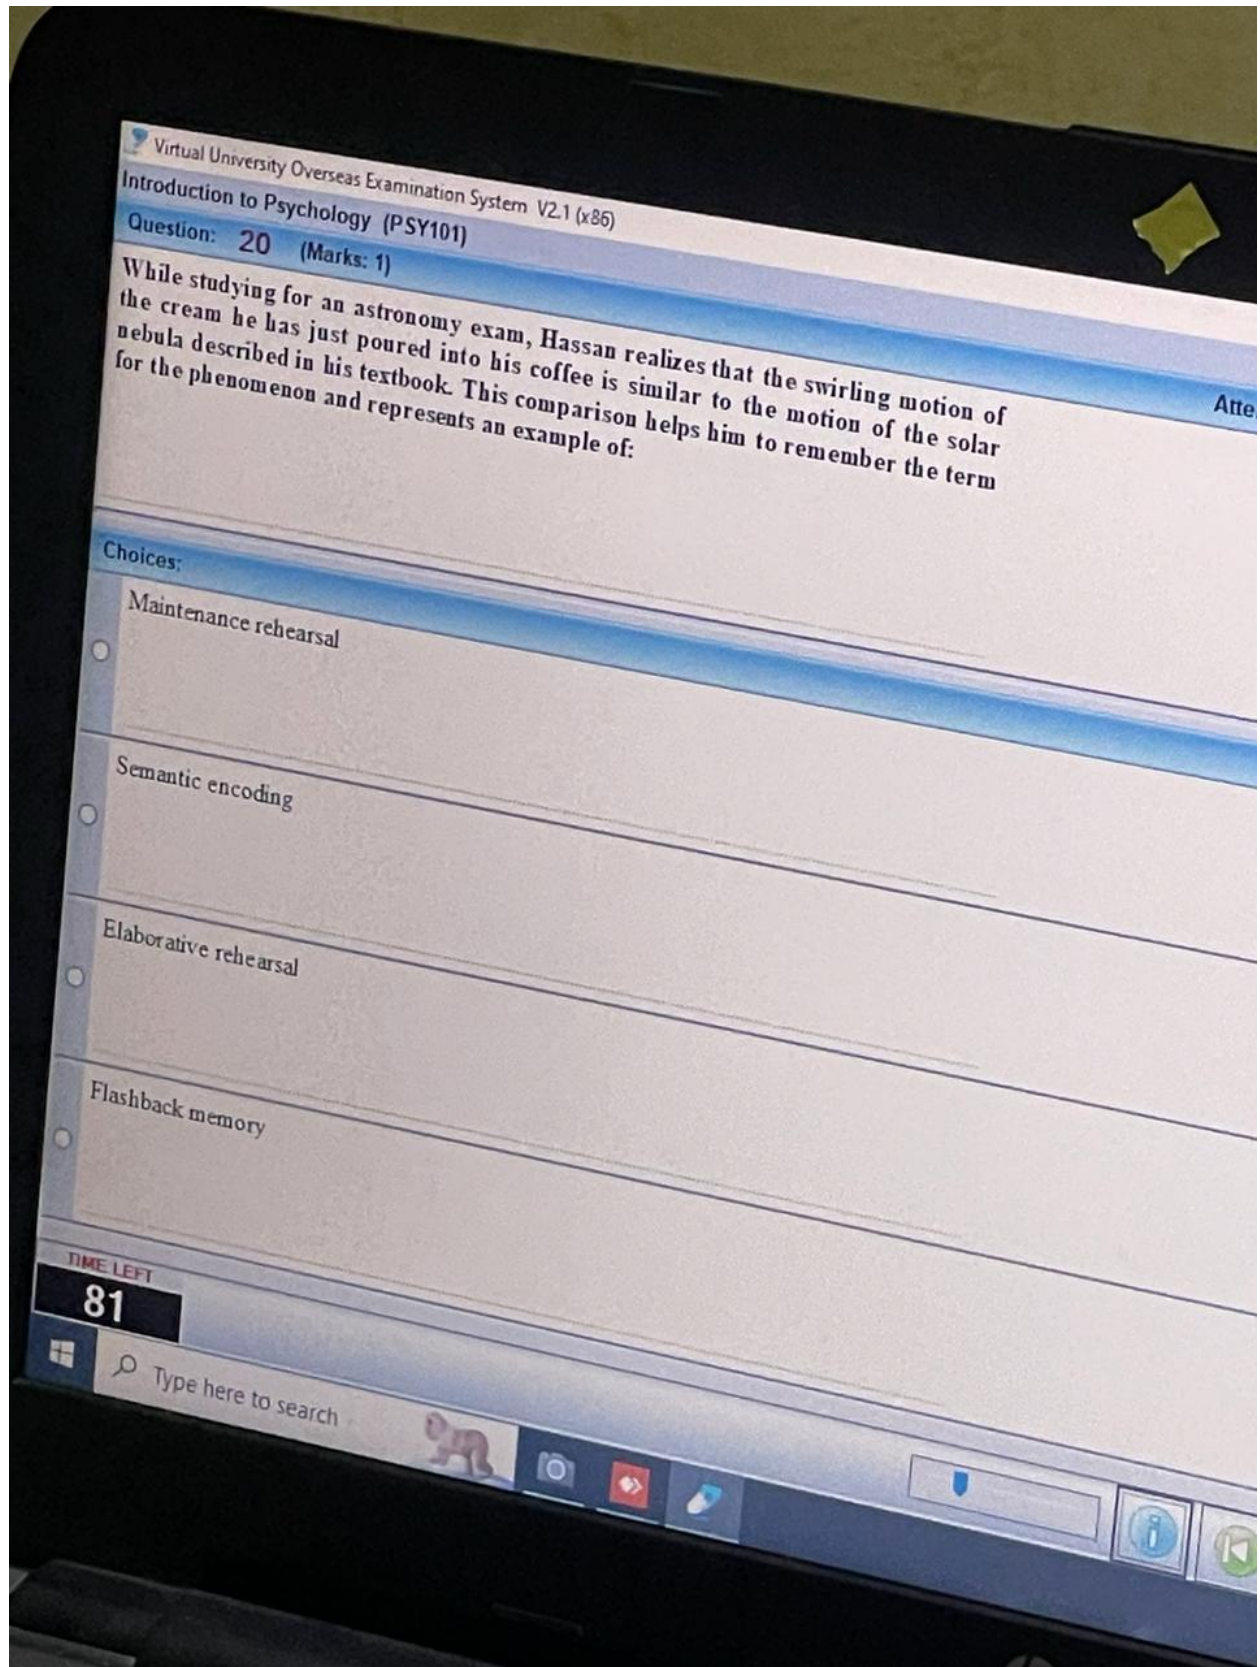 Virtual University Overseas Examination System V2.1 (x86)
Introduction to Psychology (PSY101)
Question: 20 (Marks: 1)
Atte
While studying for an astronomy exam, Hassan realizes that the swirling motion of
the cream he has just poured into his coffee is similar to the motion of the solar
nebula described in his textbook. This comparison helps him to remember the term
for the phenomenon and represents an example of:
Choices:
Maintenance rehearsal
Semantic encoding
Elaborative rehearsal
Flashback memory
TIME LEFT
81
Type here to search